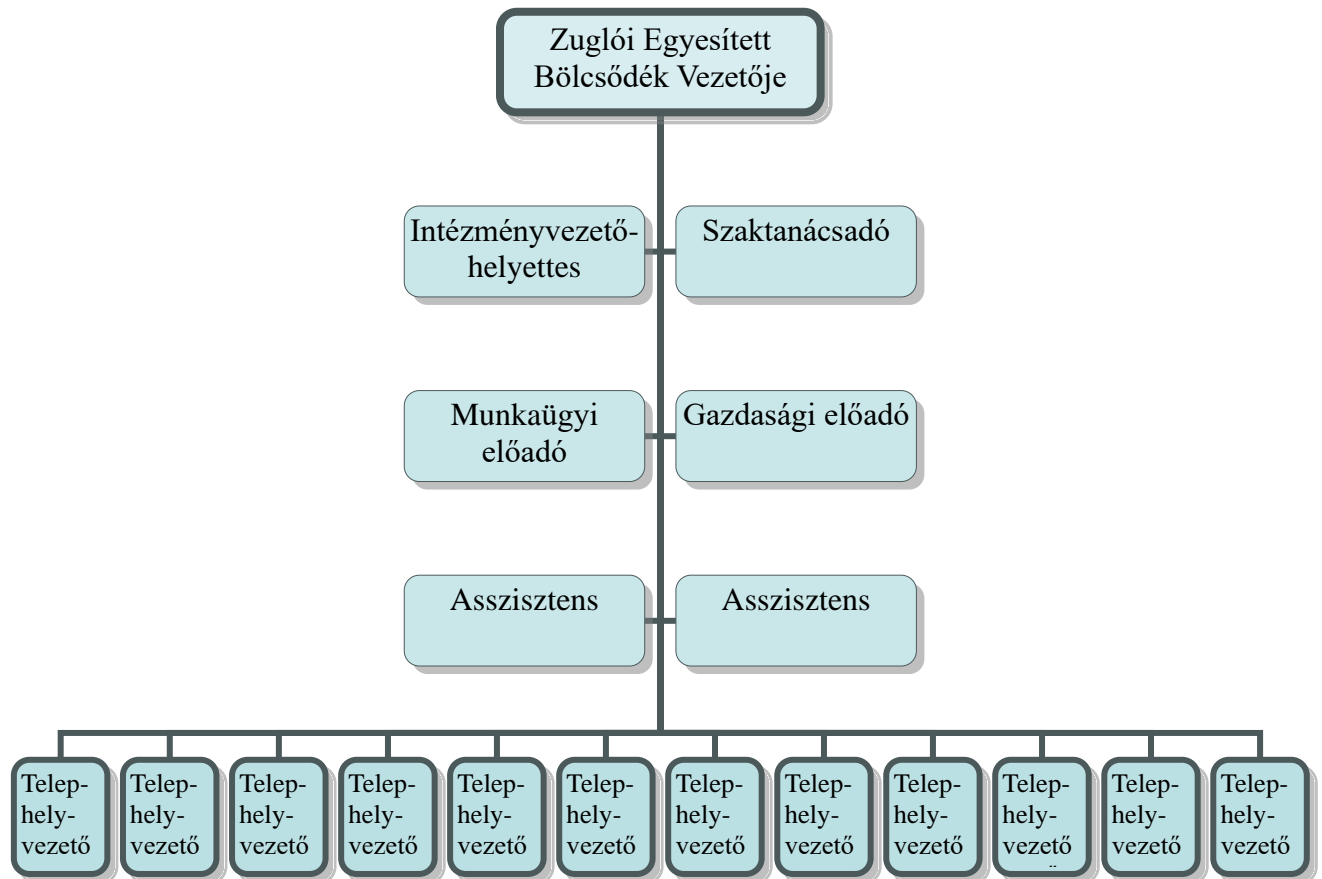 Zuglói Egyesített
Bölcsődék Vezetője
Intézményvezető-
helyettes
Szaktanácsadó
Munkaügyi
előadó
Gazdasági előadó
Asszisztens
Asszisztens
Telep-
hely-
vezető
Telep-
hely-
vezető
Telep-
hely-
vezető
Telep-
hely-
vezető
Telep-
hely-
vezető
Telep-
hely-
vezető
Telep-
hely-
vezető
Telep-
hely-
vezető
Telep-
hely-
vezető
Telep-
hely-
vezető
Telep-
hely-
vezető
Telep-
hely-
vezető